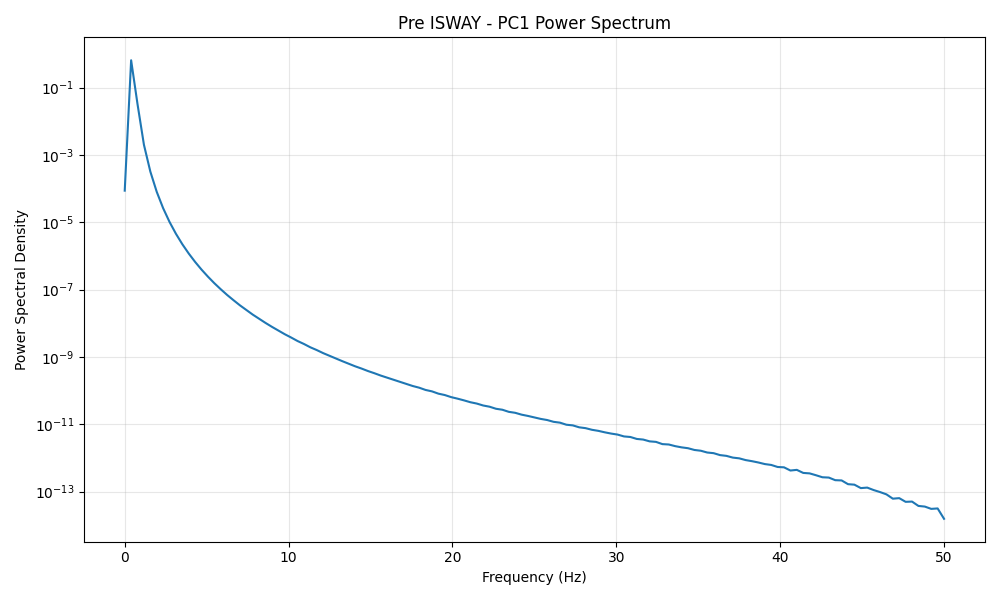 Pre ISWAY - PC1 Power Spectrum
Power Spectral Density
10⁻¹
10⁻³
10⁻⁵
10⁻⁷
10⁻⁹
10⁻¹¹
10⁻¹³
0 10 20 30 40 50
Frequency (Hz)